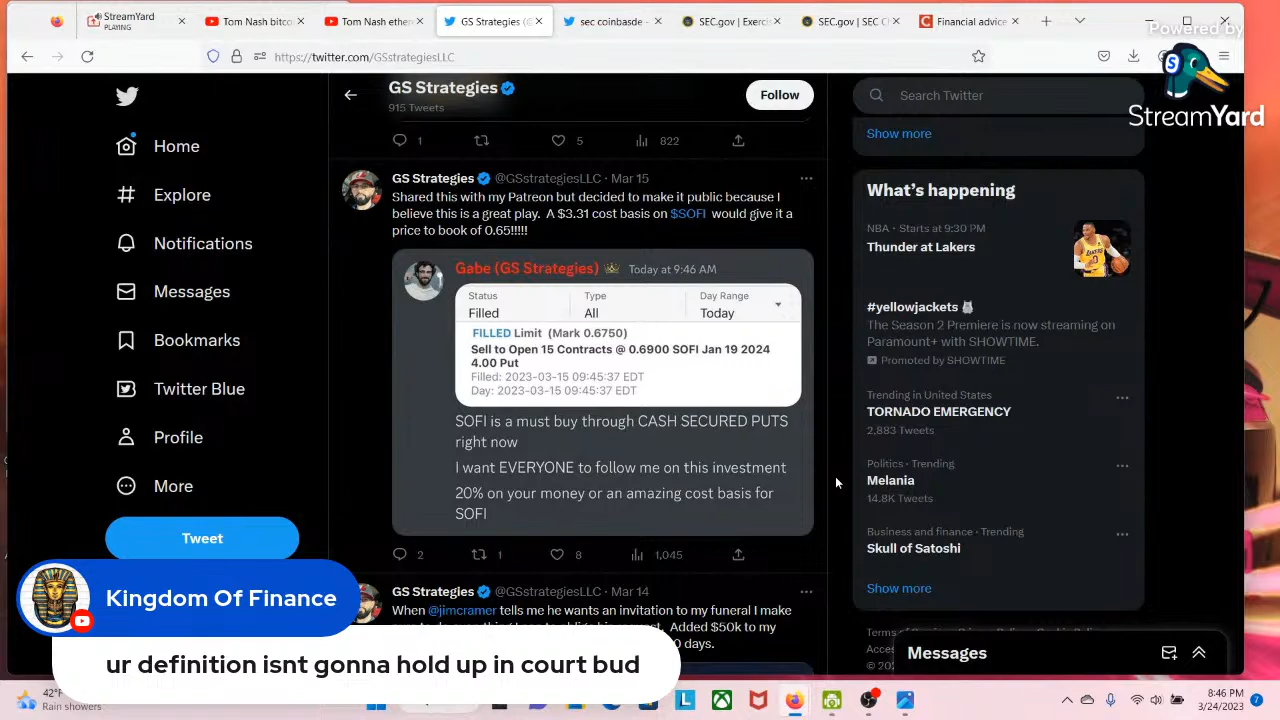 StreamYard
PLAYING
Tom Nash bitco
Tom Nash ether
GS Strategies (@
sec coinbasde -
SEC.gov | Exerci
SEC.gov | SEC C
Financial advice
Powered by
StreamYard
https://twitter.com/GSstrategiesLLC
GS Strategies
915 Tweets
Follow
Search Twitter
Show more
Home
Explore
Notifications
Messages
Bookmarks
Twitter Blue
Profile
More
Tweet
1
5
822
GS Strategies @GSstrategiesLLC · Mar 15
Shared this with my Patreon but decided to make it public because I
believe this is a great play. A $3.31 cost basis on $SOFI would give it a
price to book of 0.65!!!!!
Gabe (GS Strategies) Today at 9:46 AM
Status
Filled
Type
All
Day Range
Today
FILLED Limit (Mark 0.6750)
Sell to Open 15 Contracts @ 0.6900 SOFI Jan 19 2024
4.00 Put
Filled: 2023-03-15 09:45:37 EDT
Day: 2023-03-15 09:45:37 EDT
SOFI is a must buy through CASH SECURED PUTS
right now
I want EVERYONE to follow me on this investment
20% on your money or an amazing cost basis for
SOFI
2
1
8
1,045
GS Strategies @GSstrategiesLLC · Mar 14
When @jimcramer tells me he wants an invitation to my funeral I make
Added $50k to my
0 days.
What's happening
NBA · Starts at 9:30 PM
Thunder at Lakers
#yellowjackets
The Season 2 Premiere is now streaming on
Paramount+ with SHOWTIME.
Promoted by SHOWTIME
Trending in United States
TORNADO EMERGENCY
2,883 Tweets
Politics · Trending
Melania
14.8K Tweets
Business and finance · Trending
Skull of Satoshi
Show more
Messages
Kingdom Of Finance
ur definition isnt gonna hold up in court bud
42°F
Rain showers
8:46 PM
3/24/2023
7